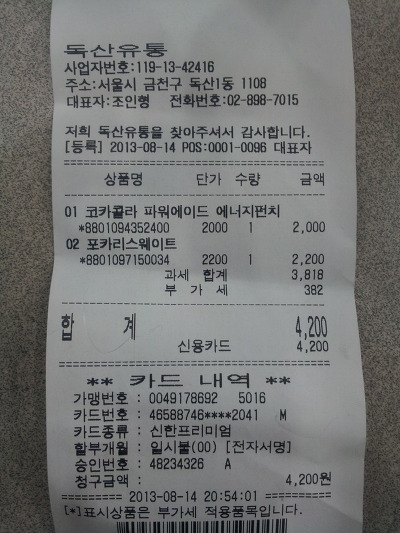 독산유통
사업자번호:119-13-42416
주소:서울시 금천구 독산1동 1108
대표자:조인형 전화번호:02-898-7015
저희 독산유통을 찾아주셔서 감사합니다.
[등록] 2013-08-14 POS:0001-0096 대표자
상품명 단가 수량 금액
01 코카콜라 파워에이드 에너지펀치
*8801094352400 2000 1 2,000
02 포카리스웨이트
*8801097150034 2200 1 2,200
과세 합계 3,818
부 가 세 382
합 계 4,200
신용카드 4,200
** 카드 내역 **
가맹번호 : 0049178692 5016
카드번호 : 46588746****2041 M
카드종류 : 신한프리미엄
할부개월 : 일시불(00) [전자서명]
승인번호 : 48234326 A
청구금액 : 4,200원
========= 2013-08-14 20:54:01 =========
[*]표시상품은 부가세 적용품목입니다.